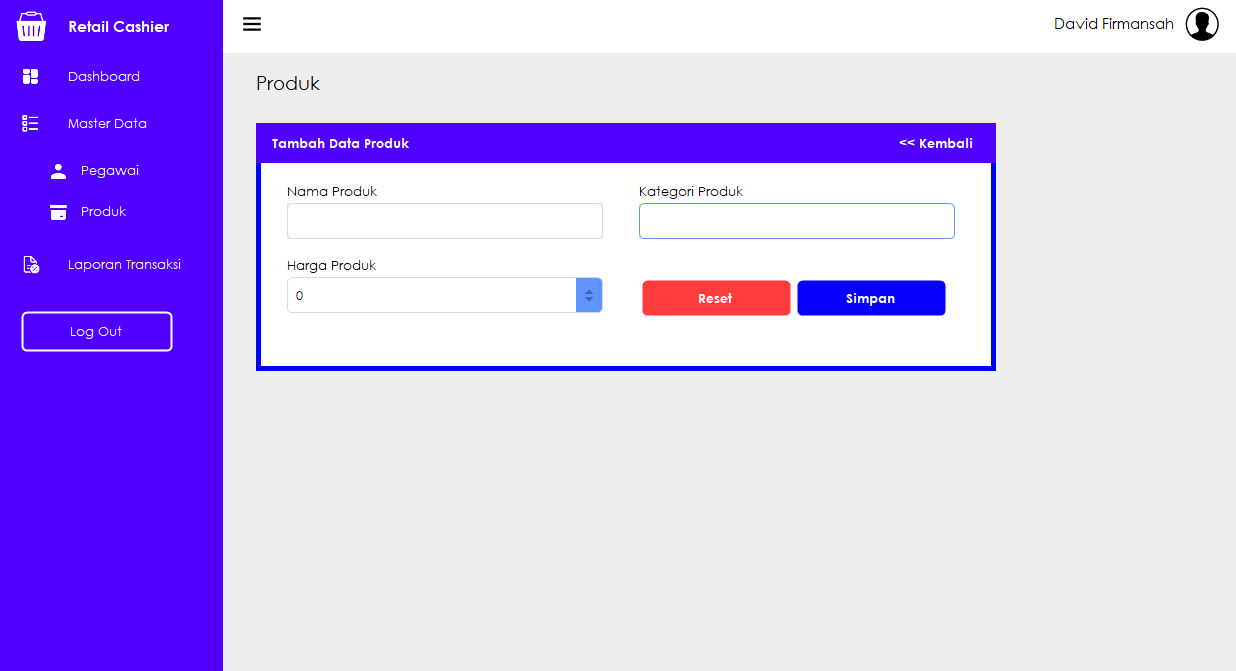 Retail Cashier
David Firmansah
Dashboard
Master Data
Pegawai
Produk
Laporan Transaksi
Log Out
Produk
Tambah Data Produk
<< Kembali
Nama Produk
Kategori Produk
Harga Produk
0
Reset
Simpan